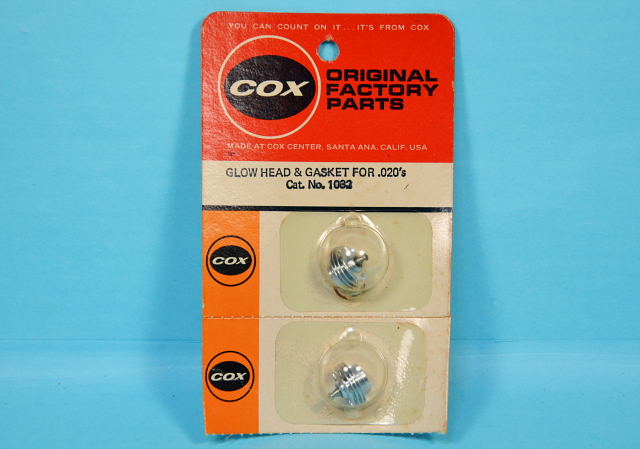 YOU CAN COUNT ON IT...IT'S FROM COX
COX
ORIGINAL
FACTORY
PARTS
MADE AT COX CENTER, SANTA ANA, CALIF. USA
GLOW HEAD & GASKET FOR .020's
Cat. No.
COX
COX